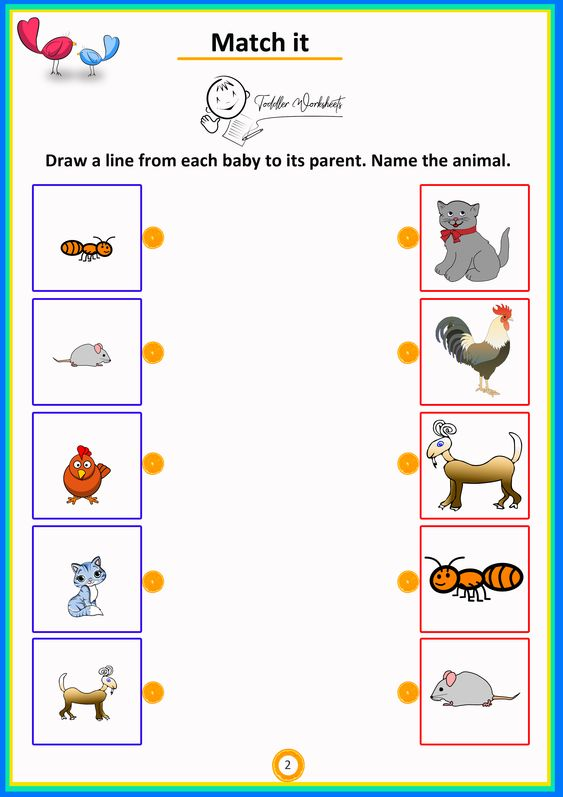 Match it
Toddler Worksheets
Draw a line from each baby to its parent. Name the animal.
2